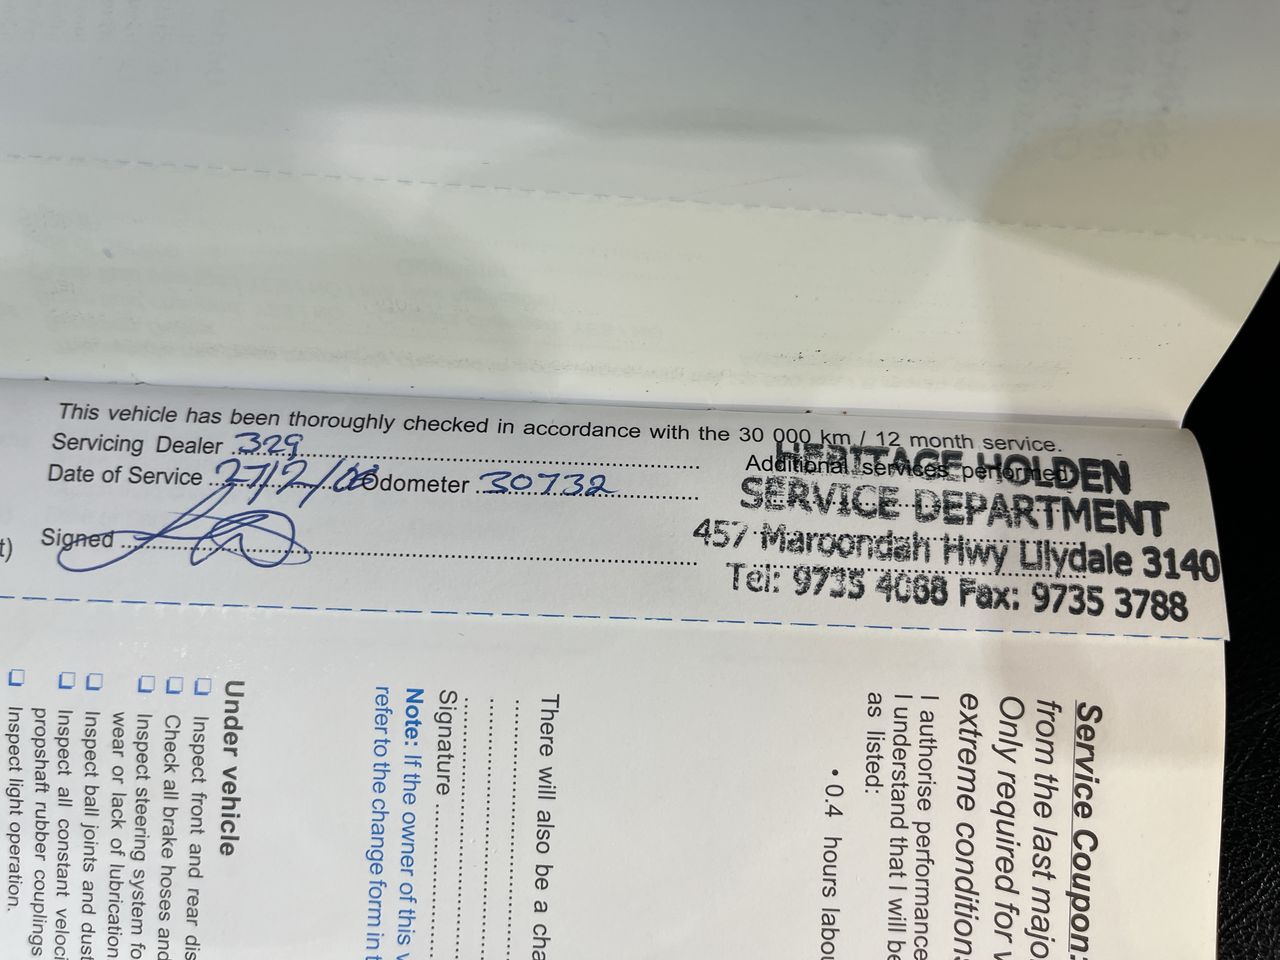 This vehicle has been thoroughly checked in accordance with the 30 000 km / 12 month service.
Servicing Dealer 329
Date of Service 27/2/06 Odometer 30732
Signed
Additional services performed
HERITAGE HOLDEN
SERVICE DEPARTMENT
457 Maroondah Hwy Lilydale 3140
Tel: 9735 4088 Fax: 9735 3788
t)
Service Coupon:
from the last majo
Only required for v
extreme conditions
I authorise performance
I understand that I will be
as listed:
• 0.4 hours labou
There will also be a cha
Signature
Note: If the owner of this v
refer to the change form in t
Under vehicle
Inspect front and rear dis
Check all brake hoses and
Inspect steering system fo
wear or lack of lubrication
Inspect ball joints and dust
Inspect all constant veloci
propshaft rubber couplings
Inspect light operation.